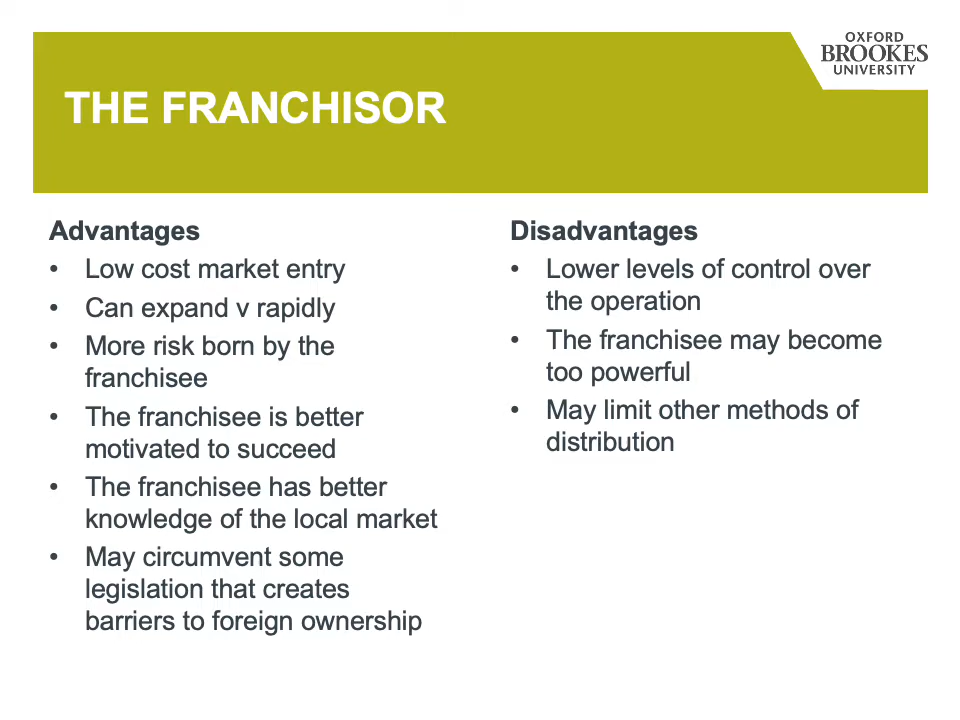 OXFORD
BROOKES
UNIVERSITY
THE FRANCHISOR
Advantages
• Low cost market entry
• Can expand v rapidly
• More risk born by the
franchisee
• The franchisee is better
motivated to succeed
• The franchisee has better
knowledge of the local market
• May circumvent some
legislation that creates
barriers to foreign ownership
Disadvantages
• Lower levels of control over
the operation
• The franchisee may become
too powerful
• May limit other methods of
distribution